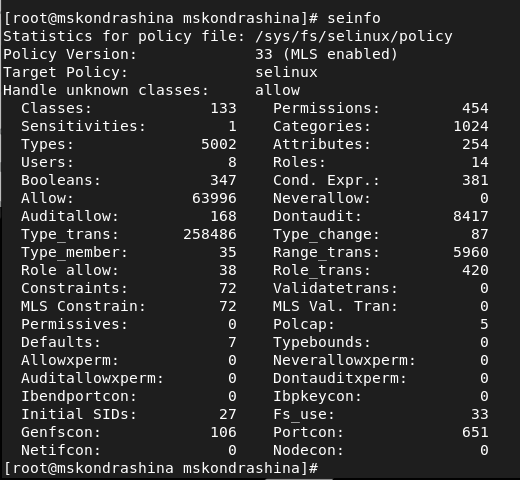 [root@mskondrashina mskondrashina]# seinfo
Statistics for policy file: /sys/fs/selinux/policy
Policy Version:             33 (MLS enabled)
Target Policy:              selinux
Handle unknown classes:     allow
  Classes:             133    Permissions:         454
  Sensitivities:         1    Categories:         1024
  Types:              5002    Attributes:          254
  Users:                 8    Roles:                14
  Booleans:            347    Cond. Expr.:         381
  Allow:             63996    Neverallow:            0
  Auditallow:          168    Dontaudit:          8417
  Type_trans:       258486    Type_change:          87
  Type_member:          35    Range_trans:        5960
  Role allow:           38    Role_trans:          420
  Constraints:          72    Validatetrans:         0
  MLS Constrain:        72    MLS Val. Tran:         0
  Permissives:           0    Polcap:                5
  Defaults:              7    Typebounds:            0
  Allowxperm:            0    Neverallowxperm:       0
  Auditallowxperm:       0    Dontauditxperm:        0
  Ibendportcon:          0    Ibpkeycon:             0
  Initial SIDs:         27    Fs_use:               33
  Genfscon:            106    Portcon:             651
  Netifcon:              0    Nodecon:               0
[root@mskondrashina mskondrashina]#